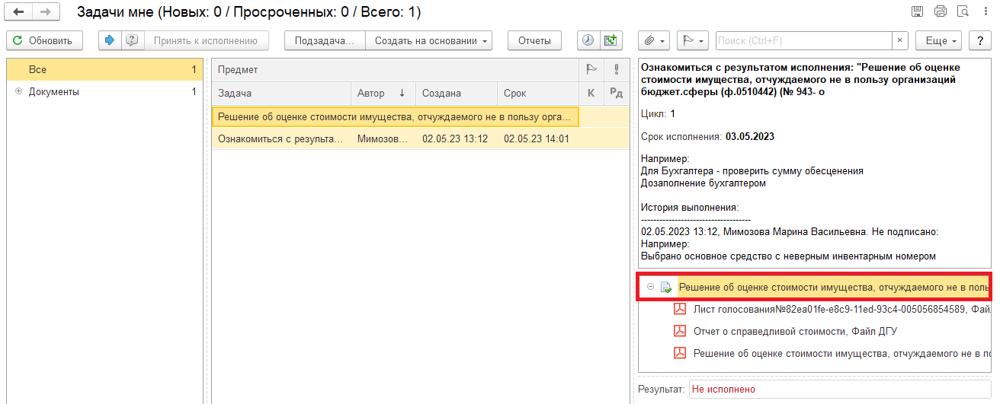 Задачи мне (Новых: 0 / Просроченных: 0 / Всего: 1)
Обновить
Принять к исполнению
Подзадача...
Создать на основании
Отчеты
Поиск (Ctrl+F)
×
Еще
?
Все 1
Документы 1
Предмет
Задача Автор ↓ Создана Срок К Рд
Решение об оценке стоимости имущества, отчуждаемого не в пользу орга...
Ознакомиться с результа... Мимозов... 02.05.23 13:12 02.05.23 14:01
Ознакомиться с результатом исполнения: "Решение об оценке
стоимости имущества, отчуждаемого не в пользу организаций
бюджет.сферы (ф.0510442) (№ 943- о
Цикл: 1
Срок исполнения: 03.05.2023
Например:
Для Бухгалтера - проверить сумму обесценения
Дозаполнение бухгалтером
История выполнения:
------------------------------------
02.05.2023 13:12, Мимозова Марина Васильевна. Не подписано:
Например:
Выбрано основное средство с неверным инвентарным номером
Решение об оценке стоимости имущества, отчуждаемого не в поль
Лист голосования№82ea01fe-e8c9-11ed-93c4-005056854589, Фай
Отчет о справедливой стоимости, Файл ДГУ
Решение об оценке стоимости имущества, отчуждаемого не в по
Результат: Не исполнено